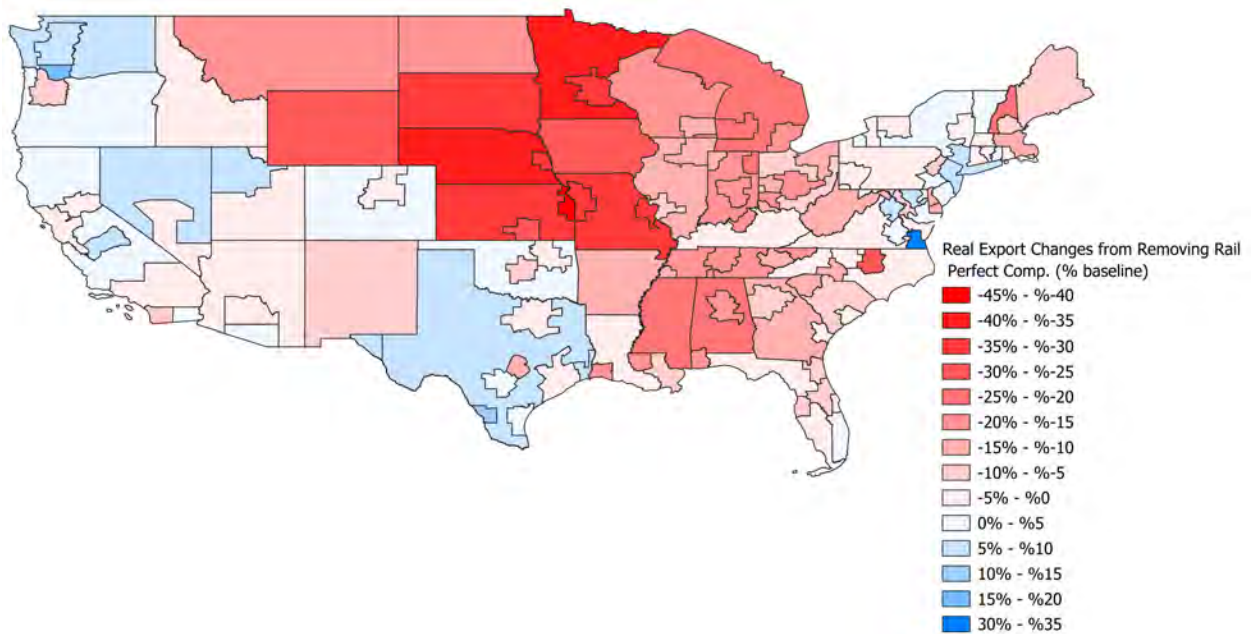 Real Export Changes from Removing Rail
Perfect Comp. (% baseline)
-45% - %-40
-40% - %-35
-35% - %-30
-30% - %-25
-25% - %-20
-20% - %-15
-15% - %-10
-10% - %-5
-5% - %0
0% - %5
5% - %10
10% - %15
15% - %20
30% - %35